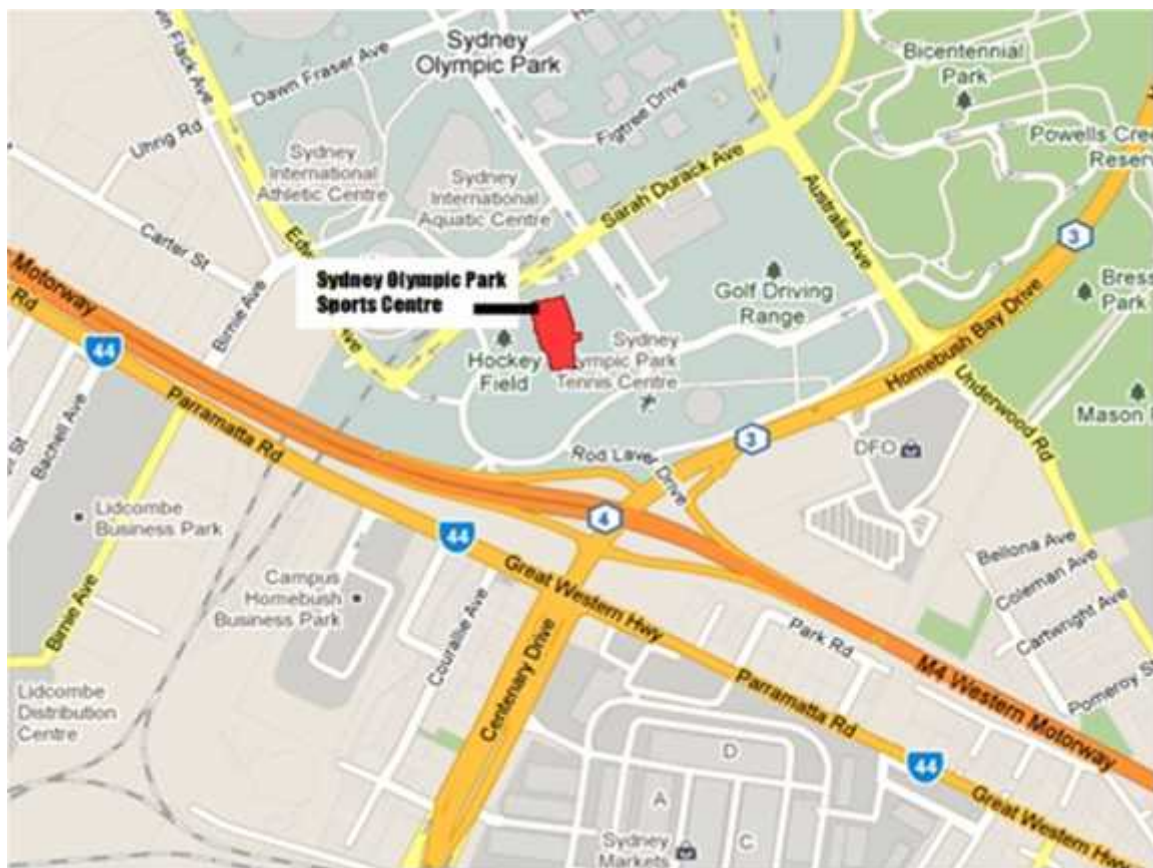 Sydney
Olympic Park
Bicentennial
Park
Flack Ave
Dawn Fraser Ave
Figtree Drive
Powells
Reserve
Uhrig Rd
Sydney
International
Athletic Centre
Sydney
International
Aquatic Centre
Sarah Durack Ave
Australia Ave
3
Carter St
Motorway
Rd
Birnie Ave
Ave
Sydney Olympic Park
Sports Centre
Golf Driving
Range
Homebush Bay Drive
Park
44
Hockey
Field
Sydney
Park
Tennis Centre
Mason
Underwood Rd
Parramatta Rd
Bachell Ave
St
3
DFO
Rod Laver Drive
Lidcombe
Business Park
4
44
Great Western Hwy
Bellona Ave
Coleman Ave
Cartwright Ave
Pomeroy St
Campus
Homebush
Business Park
Courallie Ave
Birnie Ave
Park Rd
M4 Western Motorway
Centenary Drive
Parramatta Rd
Lidcombe
Distribution
Centre
D
44
A
C
Great Western Hwy
Sydney
Markets